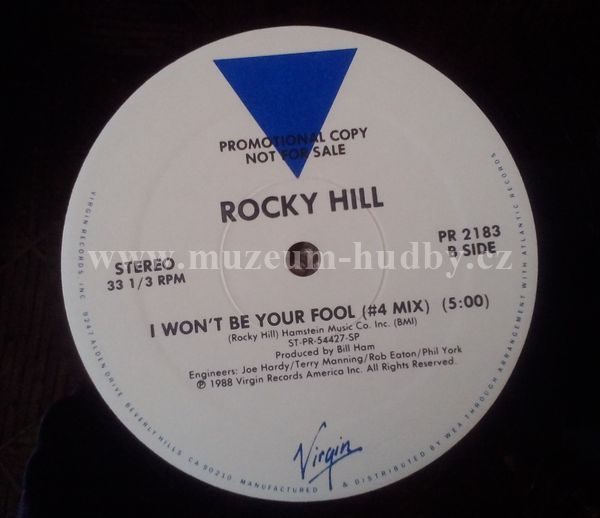 PROMOTIONAL COPY
NOT FOR SALE
ROCKY HILL
STEREO
33 1/3 RPM
PR 2183
B SIDE
www.muzeum-hudby.cz
I WON'T BE YOUR FOOL (#4 MIX) (5:00)
(Rocky Hill) Hamstein Music Co. Inc. (BMI)
ST-PR-54427-SP
Produced by Bill Ham
Engineers: Joe Hardy/Terry Manning/Rob Eaton/Phil York
℗ 1988 Virgin Records America Inc. All Rights Reserved.
Virgin
VIRGIN RECORDS, INC. 9247 ALDEN DRIVE, BEVERLY HILLS, CA 90210. MANUFACTURED & DISTRIBUTED BY WEA THROUGH ARRANGEMENT WITH ATLANTIC RECORDS